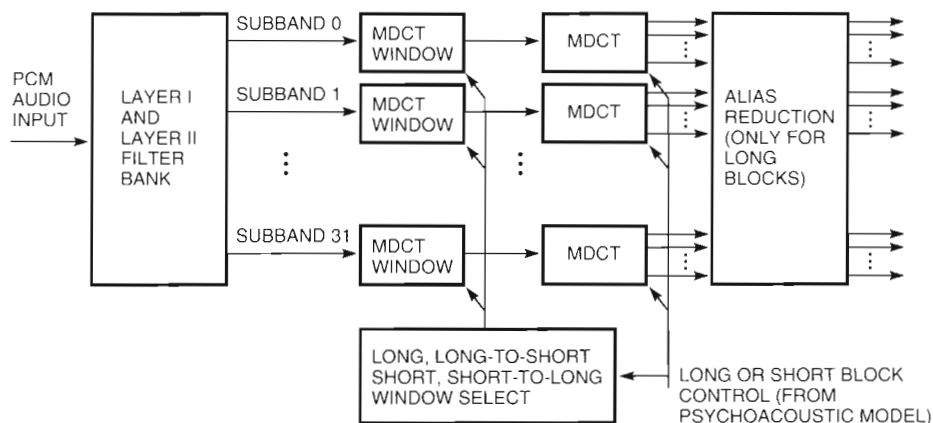 PCM
AUDIO
INPUT
LAYER I
AND
LAYER II
FILTER
BANK
SUBBAND 0
MDCT
WINDOW
MDCT
SUBBAND 1
MDCT
WINDOW
MDCT
SUBBAND 31
MDCT
WINDOW
MDCT
ALIAS
REDUCTION
(ONLY FOR
LONG
BLOCKS)
LONG, LONG-TO-SHORT
SHORT, SHORT-TO-LONG
WINDOW SELECT
LONG OR SHORT BLOCK
CONTROL (FROM
PSYCHOACOUSTIC MODEL)